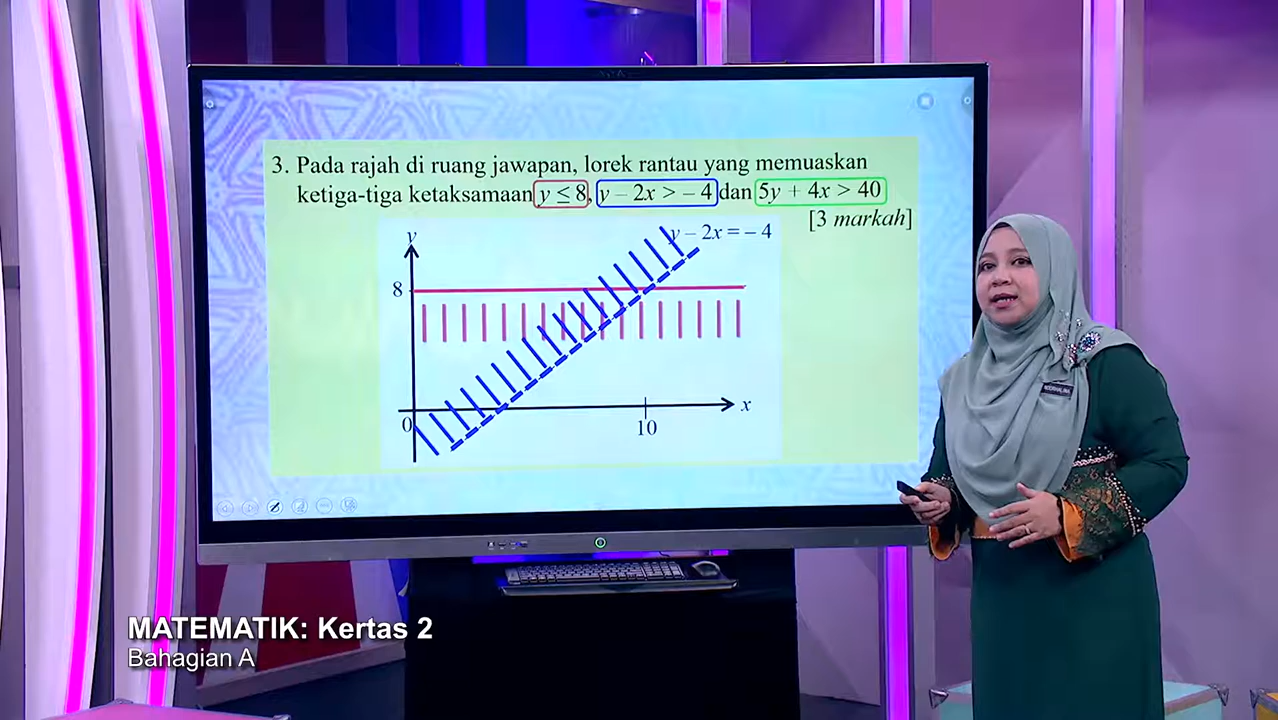 3. Pada rajah di ruang jawapan, lorek rantau yang memuaskan
ketiga-tiga ketaksamaan y ≤ 8, y – 2x > – 4 dan 5y + 4x > 40
[3 markah]
y
y – 2x = – 4
8
x
0
10
MATEMATIK: Kertas 2
Bahagian A